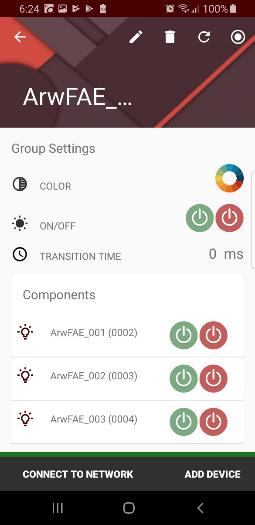 6:24 100%
ArwFAE_...
Group Settings
COLOR
ON/OFF
TRANSITION TIME 0 ms
Components
ArwFAE_001 (0002)
ArwFAE_002 (0003)
ArwFAE_003 (0004)
CONNECT TO NETWORK ADD DEVICE